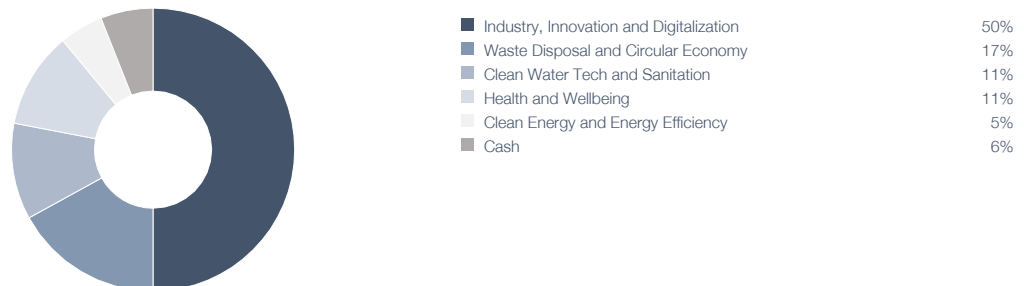 Industry, Innovation and Digitalization 50%
Waste Disposal and Circular Economy 17%
Clean Water Tech and Sanitation 11%
Health and Wellbeing 11%
Clean Energy and Energy Efficiency 5%
Cash 6%